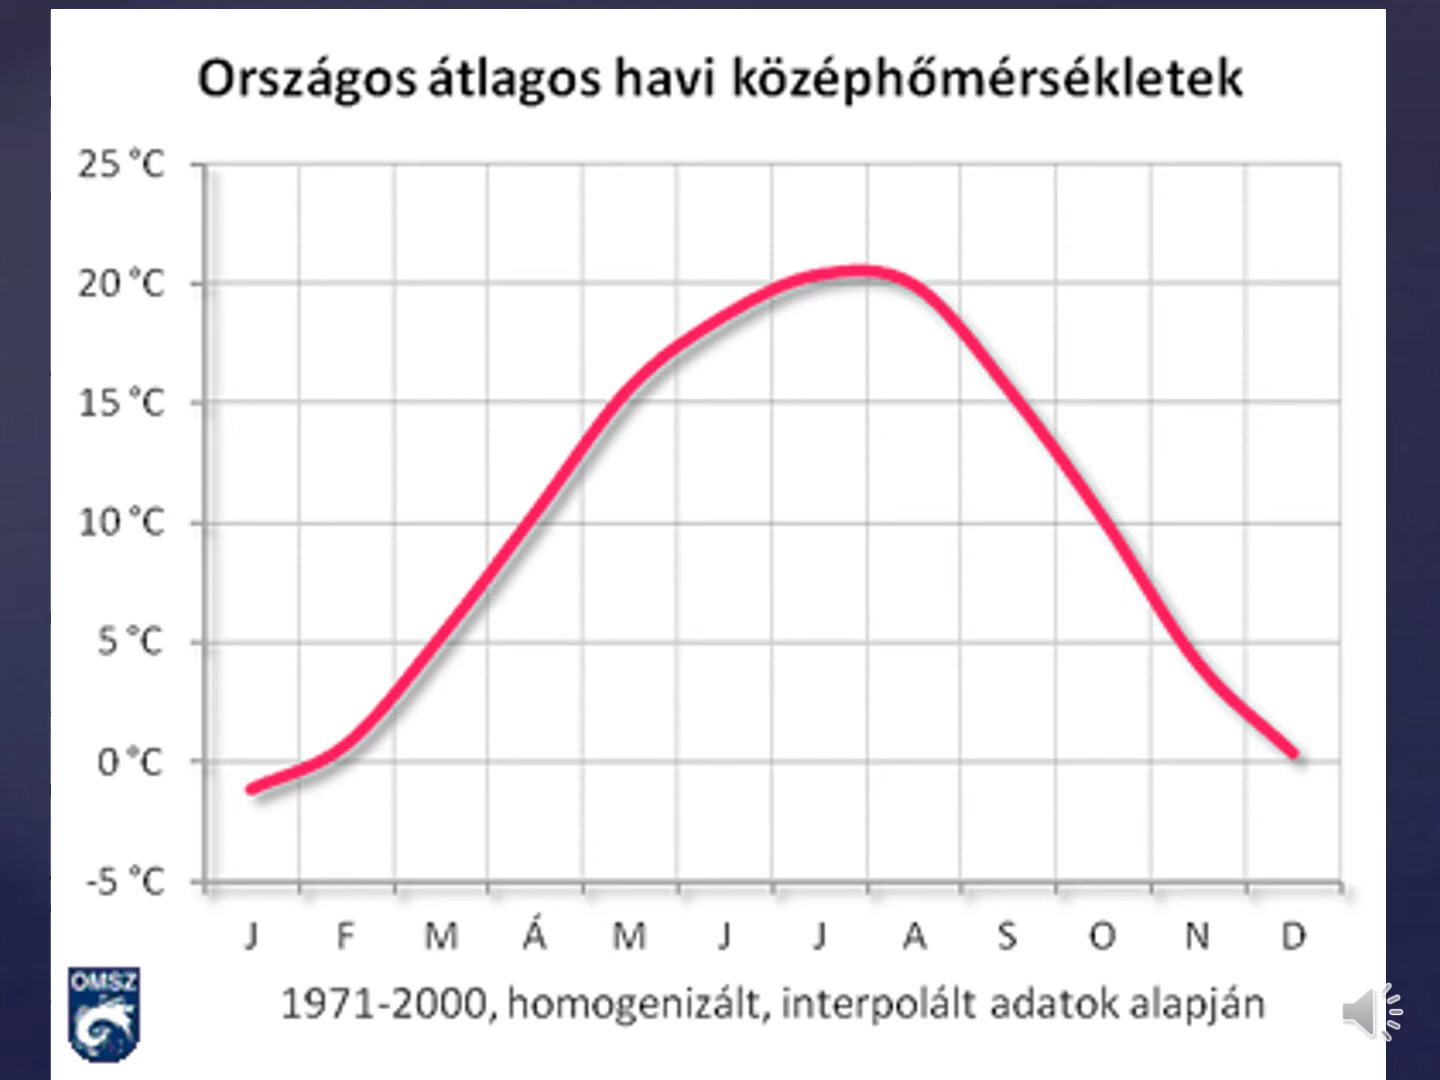 Országos átlagos havi középhőmérsékletek
25 °C
20 °C
15 °C
10 °C
5 °C
0 °C
-5 °C
J F M Á M J J A S O N D
OMSZ
1971-2000, homogenizált, interpolált adatok alapján